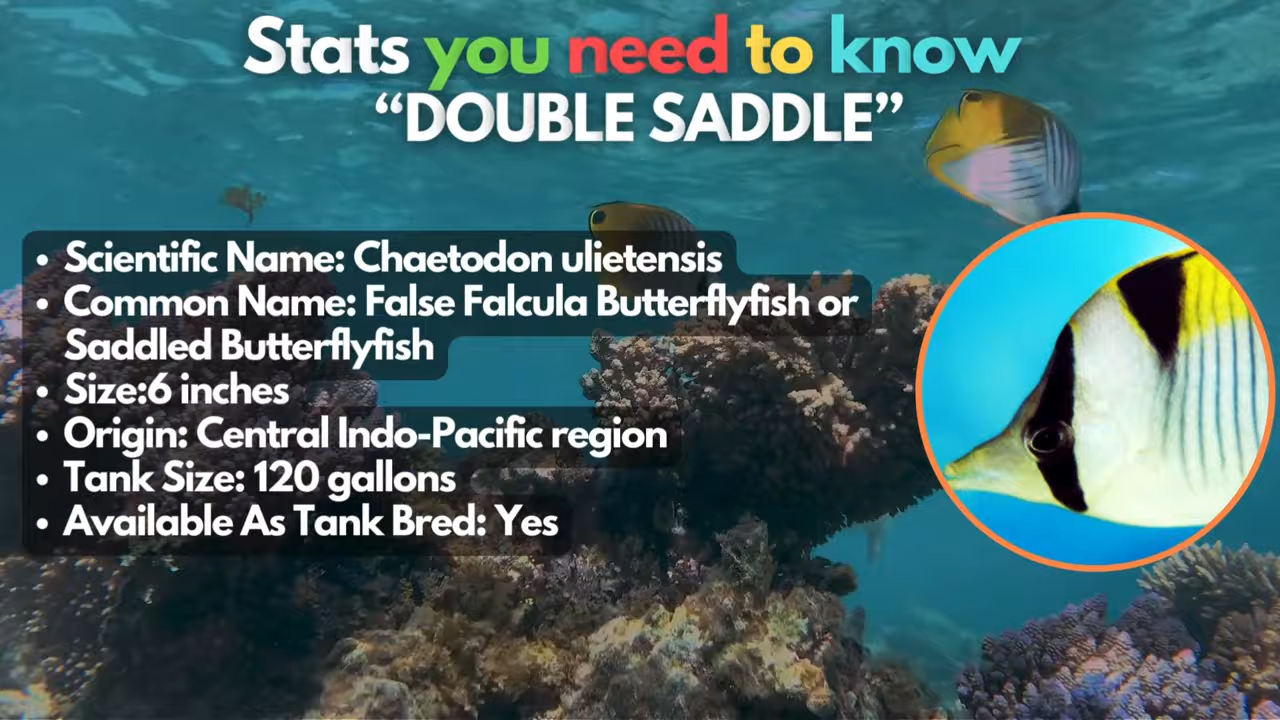 Stats you need to know
“DOUBLE SADDLE”
• Scientific Name: Chaetodon ulietensis
• Common Name: False Falcula Butterflyfish or
Saddled Butterflyfish
• Size:6 inches
• Origin: Central Indo-Pacific region
• Tank Size: 120 gallons
• Available As Tank Bred: Yes